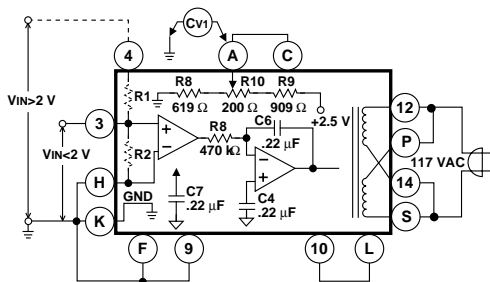 CV1
4
A
C
VIN>2 V
R1
R8
R10
R9
619 Ω
200 Ω
909 Ω
+2.5 V
12
3
C6
.22 µF
R8
470 kΩ
P
VIN<2 V
R2
117 VAC
H
14
GND
C7
.22 µF
C4
.22 µF
K
S
F
9
10
L
+
−
−
+